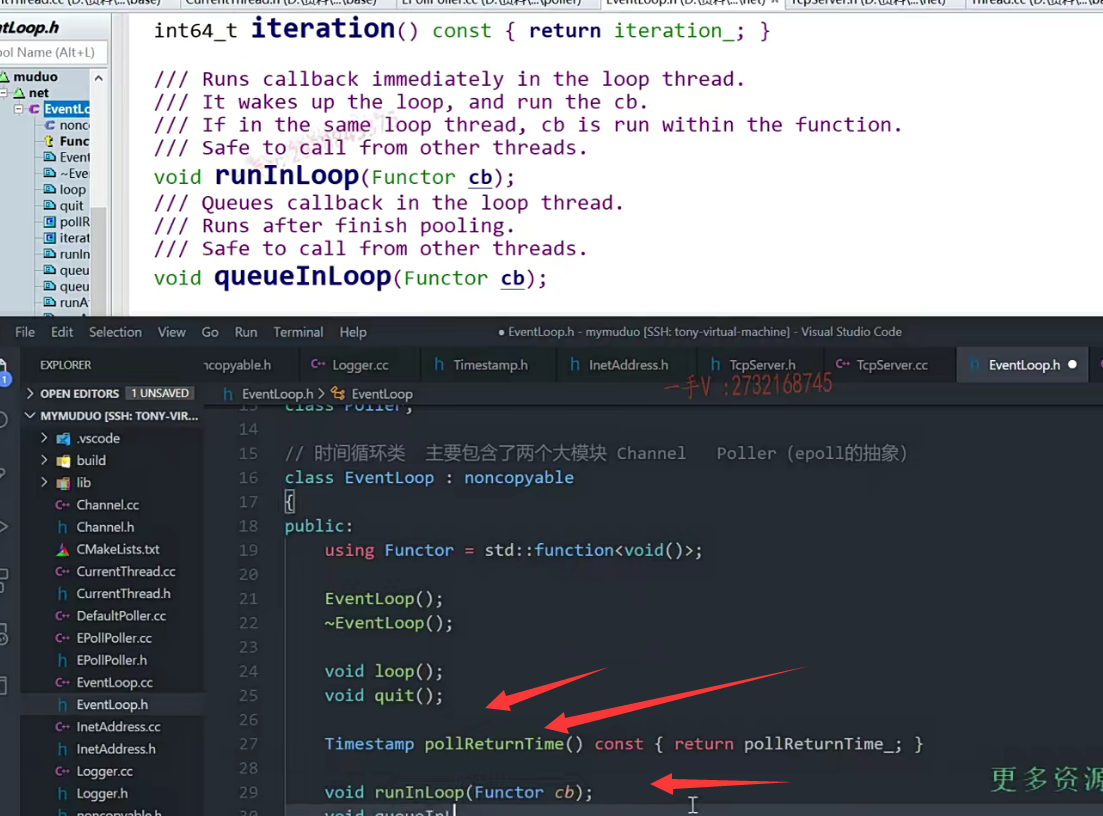 ntLoop.h
ool Name (Alt+L)
muduo
net
EventLo
nonc
Func
Event
~Eve
loop
quit
pollR
iterat
runIn
queu
queu
runA
int64_t iteration() const { return iteration_; }
/// Runs callback immediately in the loop thread.
/// It wakes up the loop, and run the cb.
/// If in the same loop thread, cb is run within the function.
/// Safe to call from other threads.
void runInLoop(Functor cb);
/// Queues callback in the loop thread.
/// Runs after finish pooling.
/// Safe to call from other threads.
void queueInLoop(Functor cb);
File Edit Selection View Go Run Terminal Help
● EventLoop.h - mymuduo [SSH: tony-virtual-machine] - Visual Studio Code
EXPLORER
ncopyable.h Logger.cc Timestamp.h InetAddress.h TcpServer.h TcpServer.cc EventLoop.h ●
一手V :2732168745
OPEN EDITORS 1 UNSAVED
MYMUDUO [SSH: TONY-VIR...
.vscode
build
lib
Channel.cc
Channel.h
CMakeLists.txt
CurrentThread.cc
CurrentThread.h
DefaultPoller.cc
EPollPoller.cc
EPollPoller.h
EventLoop.cc
EventLoop.h
InetAddress.cc
InetAddress.h
Logger.cc
Logger.h
noncopyable.h
EventLoop.h > EventLoop
13 class Poller;
14
15 // 时间循环类 主要包含了两个大模块 Channel Poller (epoll的抽象)
16 class EventLoop : noncopyable
17 {
18 public:
19 using Functor = std::function<void()>;
20
21 EventLoop();
22 ~EventLoop();
23
24 void loop();
25 void quit();
26
27 Timestamp pollReturnTime() const { return pollReturnTime_; }
28
29 void runInLoop(Functor cb);
30 void queueInL
更多资源